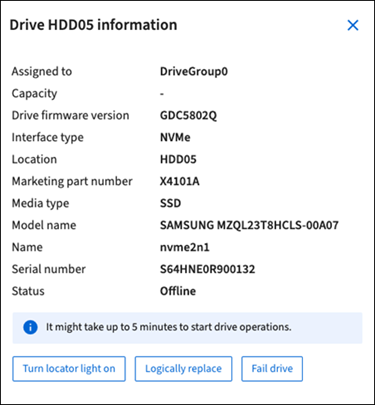 Drive HDD05 information
Assigned to DriveGroup0
Capacity -
Drive firmware version GDC5802Q
Interface type NVMe
Location HDD05
Marketing part number X4101A
Media type SSD
Model name SAMSUNG MZQL23T8HCLS-00A07
Name nvme2n1
Serial number S64HNE0R900132
Status Offline
It might take up to 5 minutes to start drive operations.
Turn locator light on Logically replace Fail drive